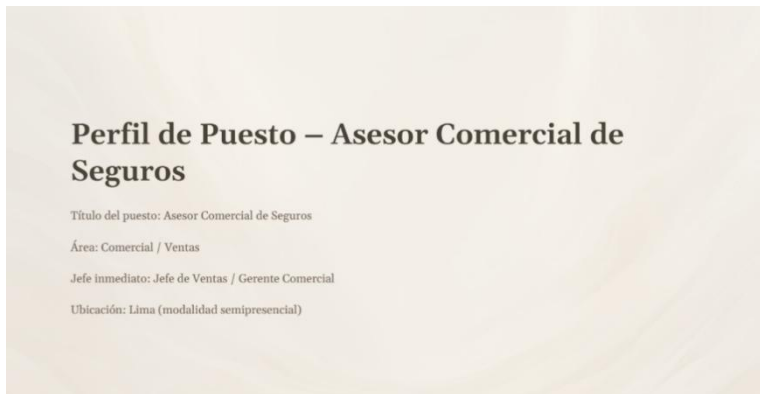 Perfil de Puesto – Asesor Comercial de
Seguros
Título del puesto: Asesor Comercial de Seguros
Área: Comercial / Ventas
Jefe inmediato: Jefe de Ventas / Gerente Comercial
Ubicación: Lima (modalidad semipresencial)